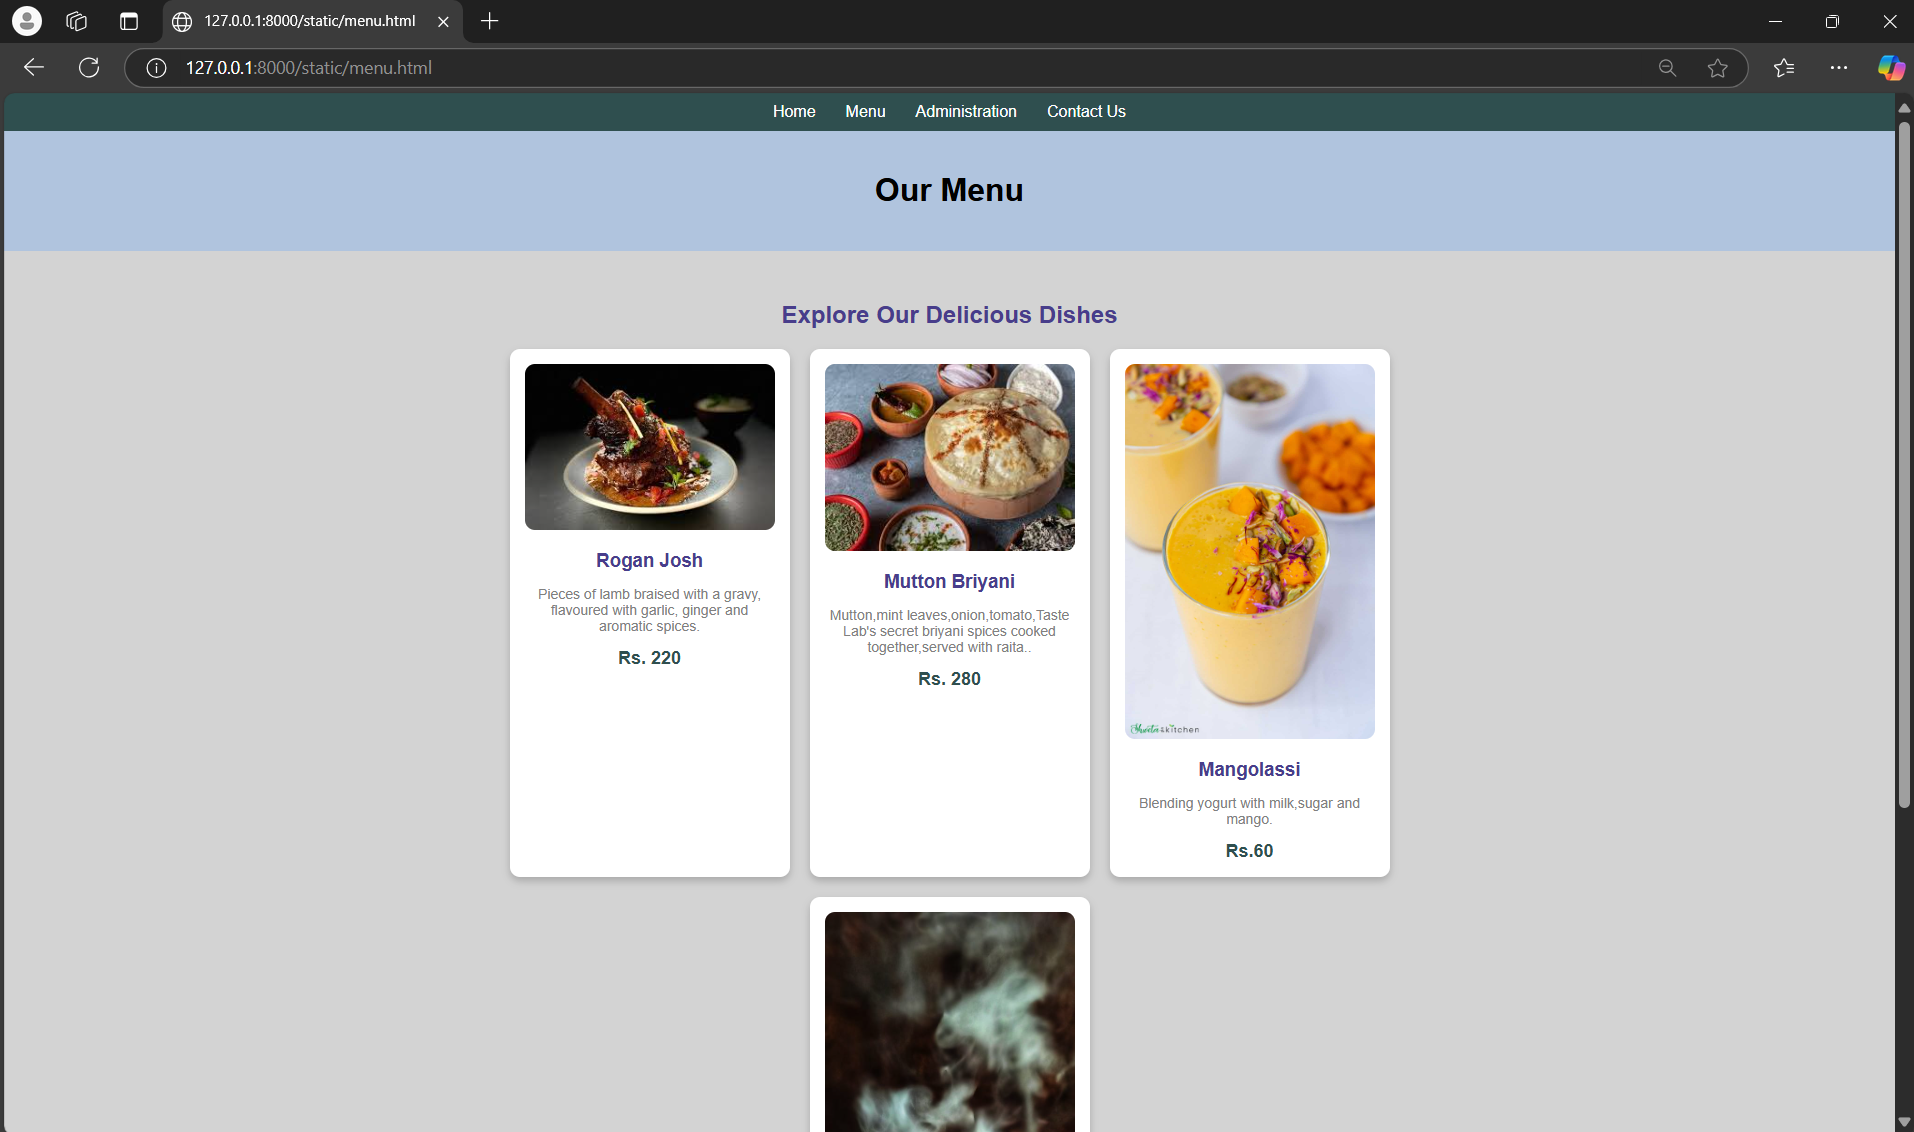 127.0.0.1:8000/static/menu.html
127.0.0.1:8000/static/menu.html
Home Menu Administration Contact Us
Our Menu
Explore Our Delicious Dishes
Rogan Josh
Pieces of lamb braised with a gravy,
flavoured with garlic, ginger and
aromatic spices.
Rs. 220
Mutton Briyani
Mutton,mint leaves,onion,tomato,Taste
Lab's secret briyani spices cooked
together,served with raita..
Rs. 280
Mangolassi
Blending yogurt with milk,sugar and
mango.
Rs.60